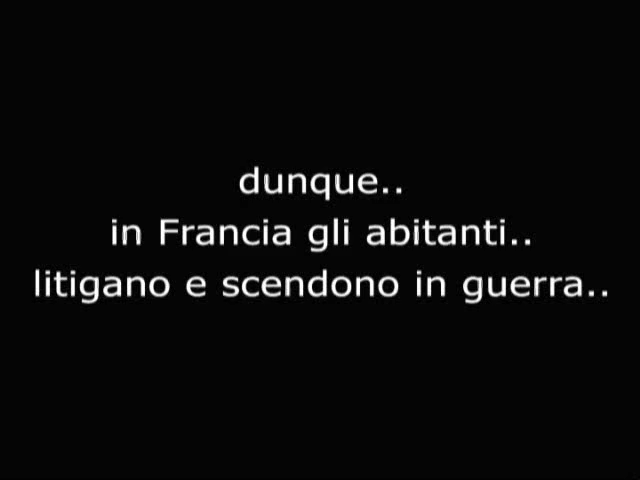 dunque..
in Francia gli abitanti..
litigano e scendono in guerra..